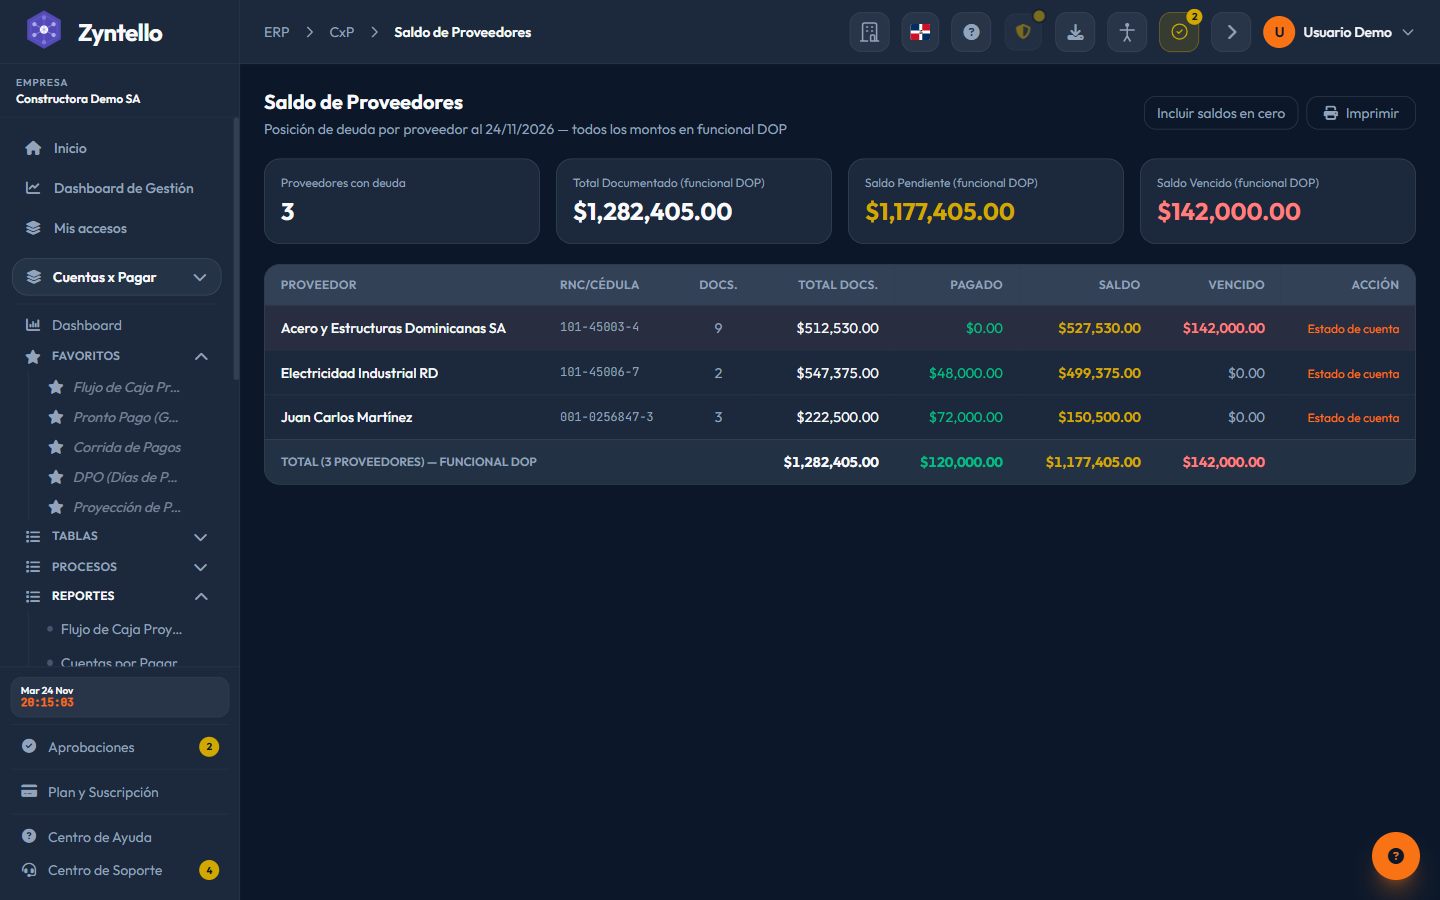 Zyntello
ERP > CxP > Saldo de Proveedores
2
U Usuario Demo
EMPRESA
Constructora Demo SA
Inicio
Dashboard de Gestión
Mis accesos
Cuentas x Pagar
Dashboard
FAVORITOS
Flujo de Caja Pr...
Pronto Pago (G...
Corrida de Pagos
DPO (Días de P...
Proyección de P...
TABLAS
PROCESOS
REPORTES
Flujo de Caja Proy...
Cuentas por Pagar
Mar 24 Nov
20:15:03
Aprobaciones 2
Plan y Suscripción
Centro de Ayuda
Centro de Soporte 4
Saldo de Proveedores
Posición de deuda por proveedor al 24/11/2026 — todos los montos en funcional DOP
Incluir saldos en cero
Imprimir
Proveedores con deuda
3
Total Documentado (funcional DOP)
$1,282,405.00
Saldo Pendiente (funcional DOP)
$1,177,405.00
Saldo Vencido (funcional DOP)
$142,000.00
PROVEEDOR RNC/CÉDULA DOCS. TOTAL DOCS. PAGADO SALDO VENCIDO ACCIÓN
Acero y Estructuras Dominicanas SA 101-45003-4 9 $512,530.00 $0.00 $527,530.00 $142,000.00 Estado de cuenta
Electricidad Industrial RD 101-45006-7 2 $547,375.00 $48,000.00 $499,375.00 $0.00 Estado de cuenta
Juan Carlos Martínez 001-0256847-3 3 $222,500.00 $72,000.00 $150,500.00 $0.00 Estado de cuenta
TOTAL (3 PROVEEDORES) — FUNCIONAL DOP $1,282,405.00 $120,000.00 $1,177,405.00 $142,000.00